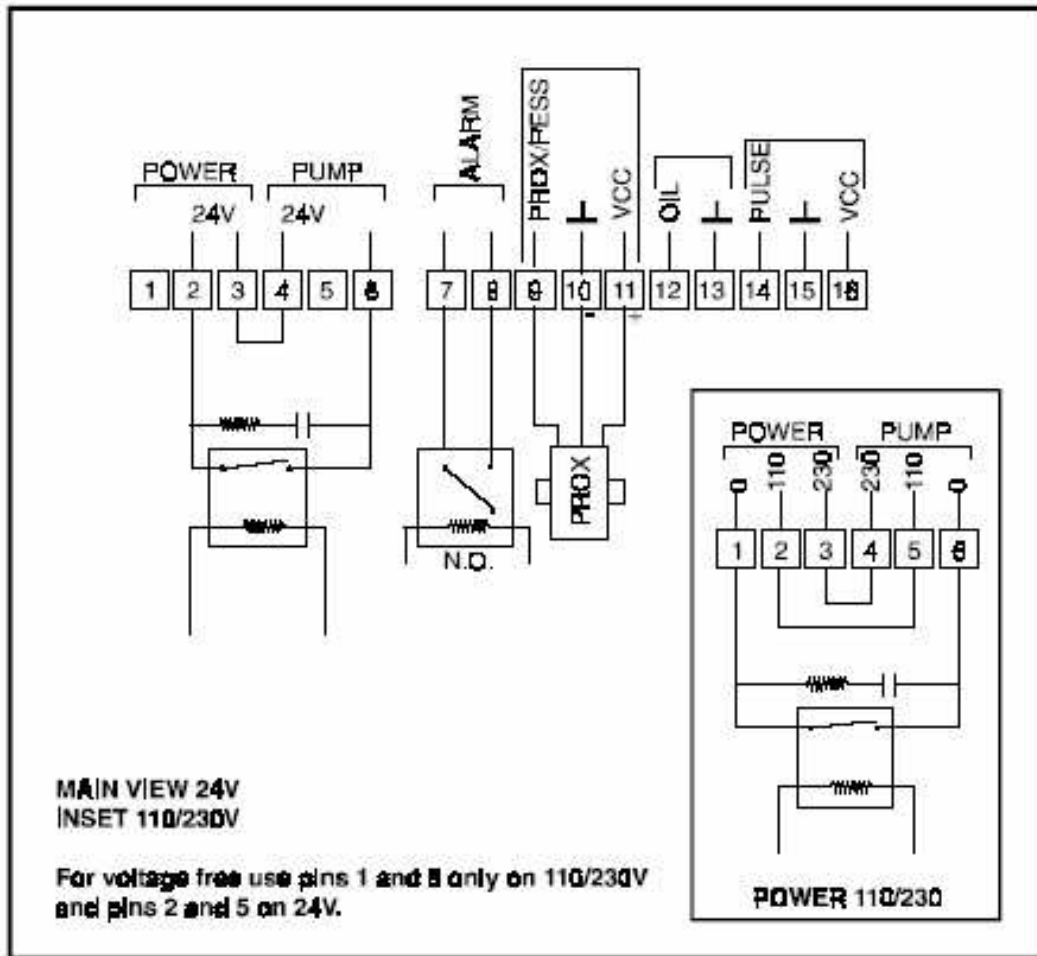 POWER PUMP
24V 24V
ALARM
PROX/PESS
VCC
OIL
PULSE
VCC
1 2 3 4 5 6 7 8 9 10 11 12 13 14 15 16
- +
PROX
N.O.
POWER PUMP
0 110 230 230 110 0
1 2 3 4 5 6
POWER 110/230
MAIN VIEW 24V
INSET 110/230V
For voltage free use pins 1 and only on 110/230V
and pins 2 and 5 on 24V.